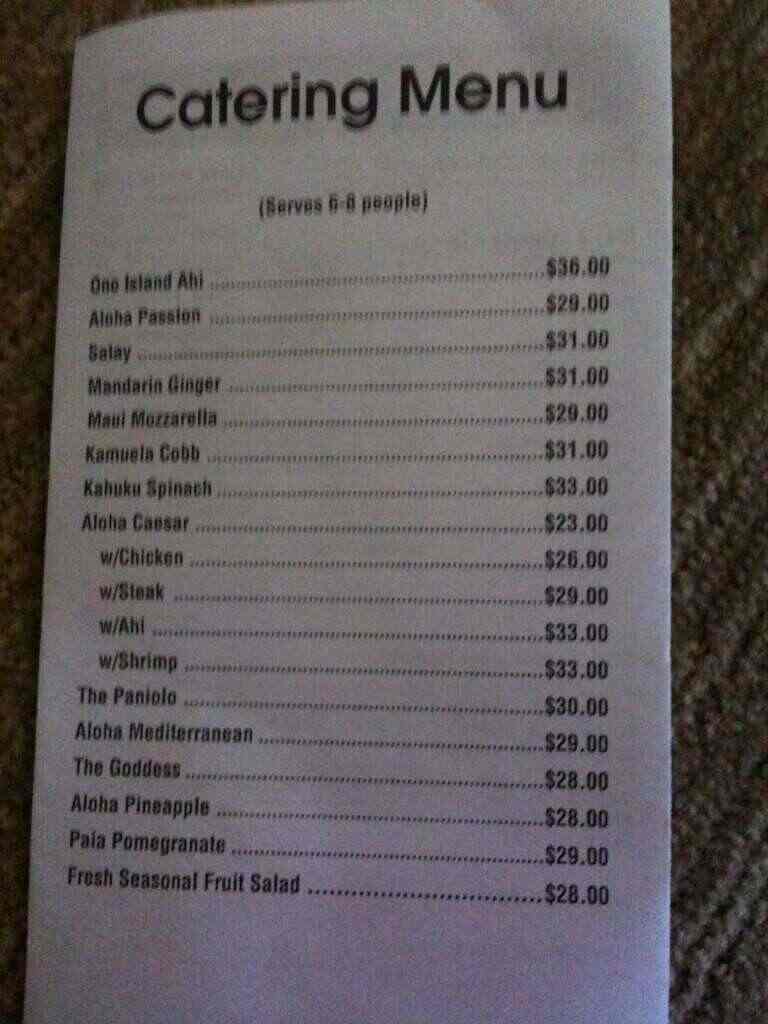 Catering Menu
(Serves 6-8 people)
Ono Island Ahi $36.00
Aloha Passion $29.00
Satay $31.00
Mandarin Ginger $31.00
Maui Mozzarella $29.00
Kamuela Cobb $31.00
Kahuku Spinach $33.00
Aloha Caesar $23.00
w/Chicken $26.00
w/Steak $29.00
w/Ahi $33.00
w/Shrimp $33.00
The Paniolo $30.00
Aloha Mediterranean $29.00
The Goddess $28.00
Aloha Pineapple $28.00
Paia Pomegranate $29.00
Fresh Seasonal Fruit Salad $28.00